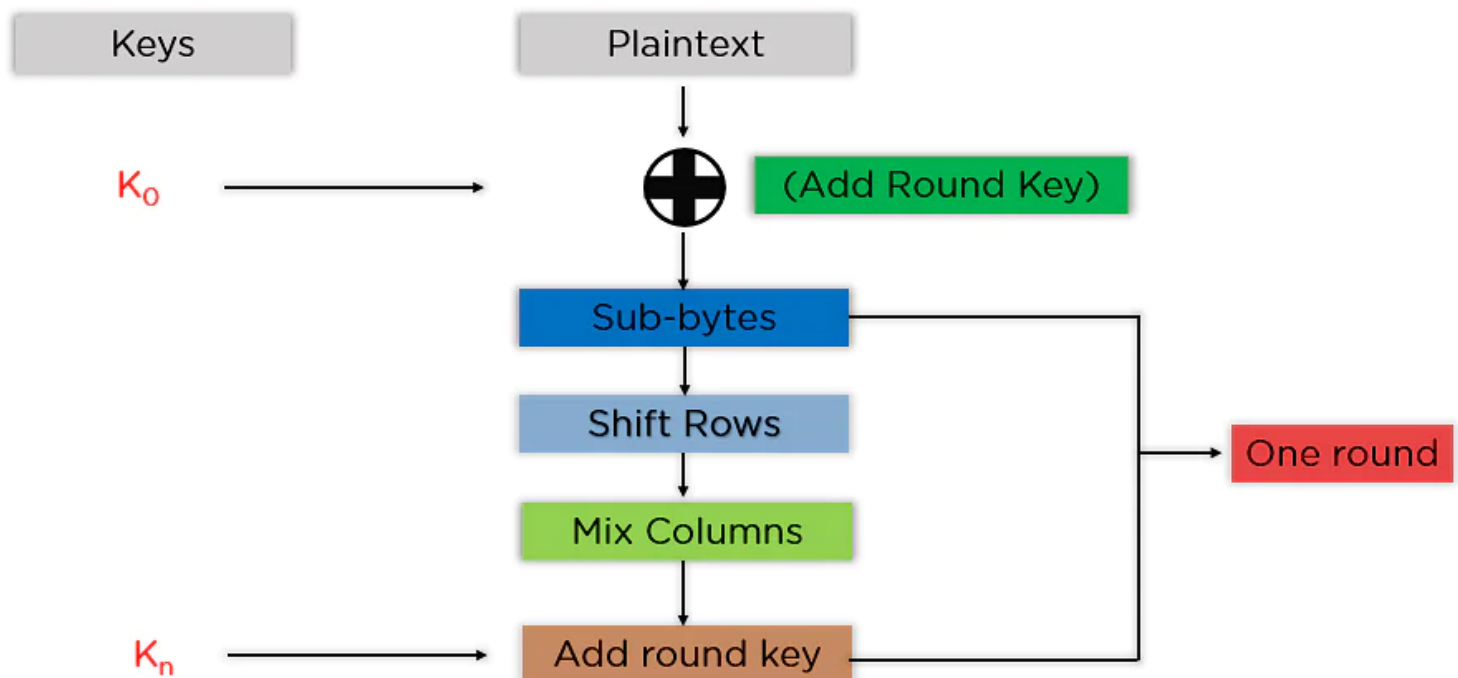 Keys
Plaintext
K₀
(Add Round Key)
Sub-bytes
Shift Rows
One round
Mix Columns
Kₙ
Add round key